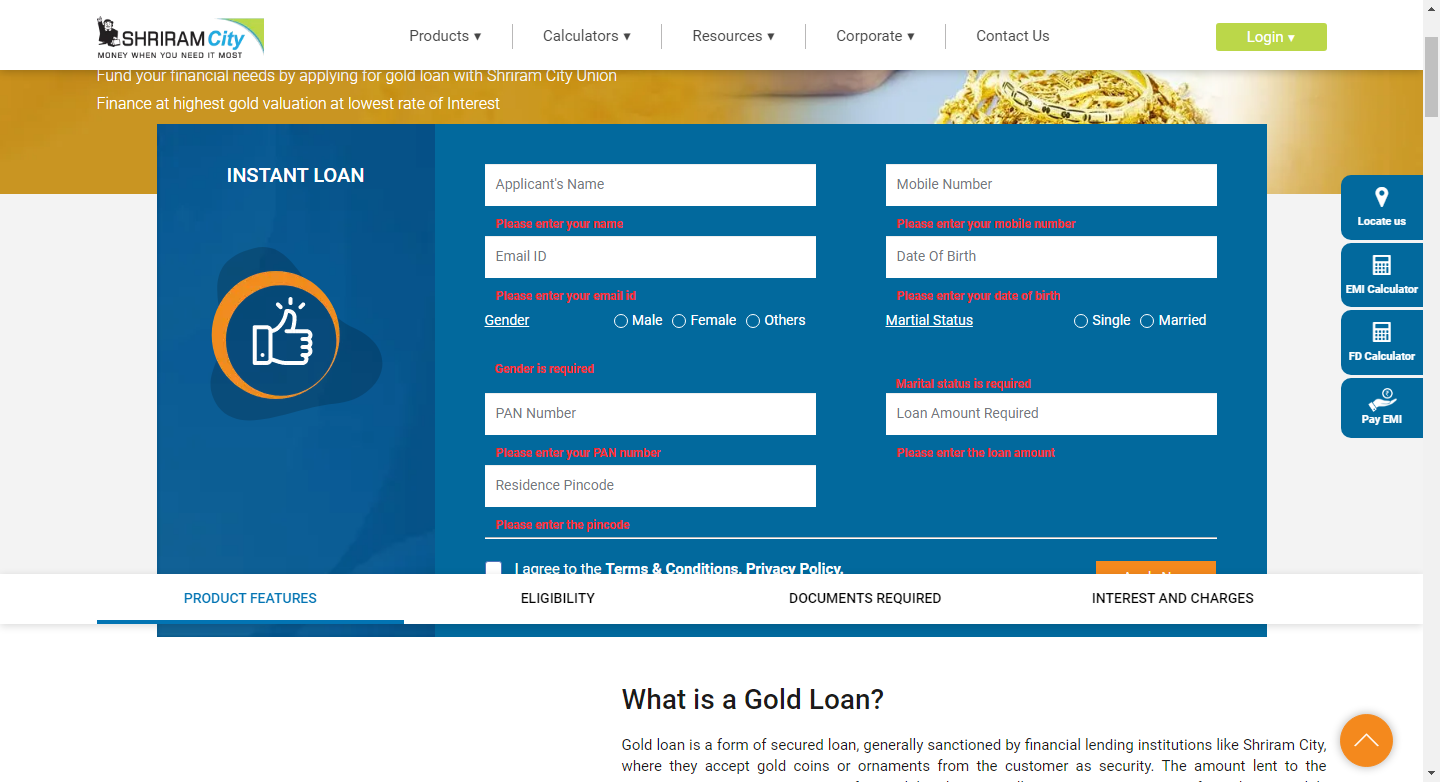 SHRIRAM City
MONEY WHEN YOU NEED IT MOST
Products ▾
Calculators ▾
Resources ▾
Corporate ▾
Contact Us
Login ▾
Fund your financial needs by applying for gold loan with Shriram City Union
Finance at highest gold valuation at lowest rate of Interest
INSTANT LOAN
Applicant's Name
Mobile Number
Please enter your name
Please enter your mobile number
Email ID
Date Of Birth
Please enter your email id
Please enter your date of birth
Gender Male Female Others
Martial Status Single Married
Gender is required
Marital status is required
PAN Number
Loan Amount Required
Please enter your PAN number
Please enter the loan amount
Residence Pincode
Please enter the pincode
I agree to the Terms & Conditions. Privacy Policy.
Locate us
EMI Calculator
FD Calculator
Pay EMI
PRODUCT FEATURES
ELIGIBILITY
DOCUMENTS REQUIRED
INTEREST AND CHARGES
What is a Gold Loan?
Gold loan is a form of secured loan, generally sanctioned by financial lending institutions like Shriram City,
where they accept gold coins or ornaments from the customer as security. The amount lent to the